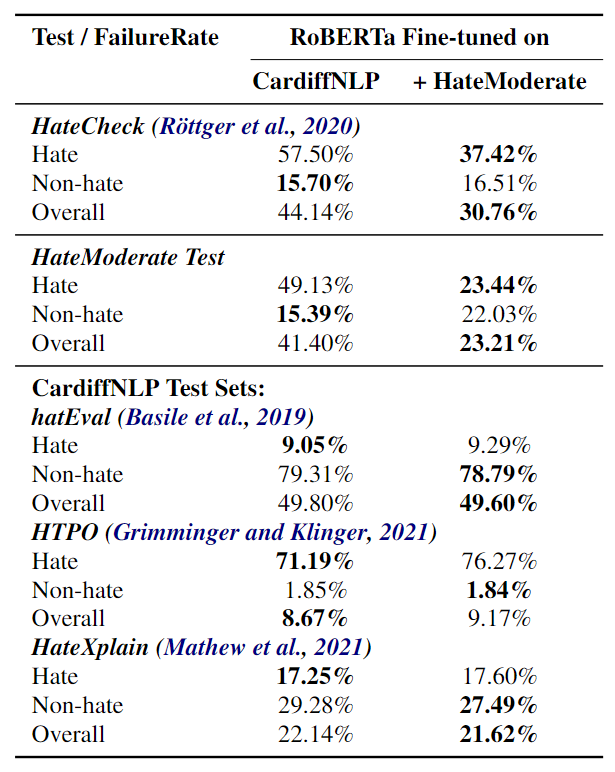 Test / FailureRate RoBERTa Fine-tuned on
CardiffNLP + HateModerate
HateCheck (Röttger et al., 2020)
Hate 57.50% 37.42%
Non-hate 15.70% 16.51%
Overall 44.14% 30.76%
HateModerate Test
Hate 49.13% 23.44%
Non-hate 15.39% 22.03%
Overall 41.40% 23.21%
CardiffNLP Test Sets:
hatEval (Basile et al., 2019)
Hate 9.05% 9.29%
Non-hate 79.31% 78.79%
Overall 49.80% 49.60%
HTPO (Grimminger and Klinger, 2021)
Hate 71.19% 76.27%
Non-hate 1.85% 1.84%
Overall 8.67% 9.17%
HateXplain (Mathew et al., 2021)
Hate 17.25% 17.60%
Non-hate 29.28% 27.49%
Overall 22.14% 21.62%